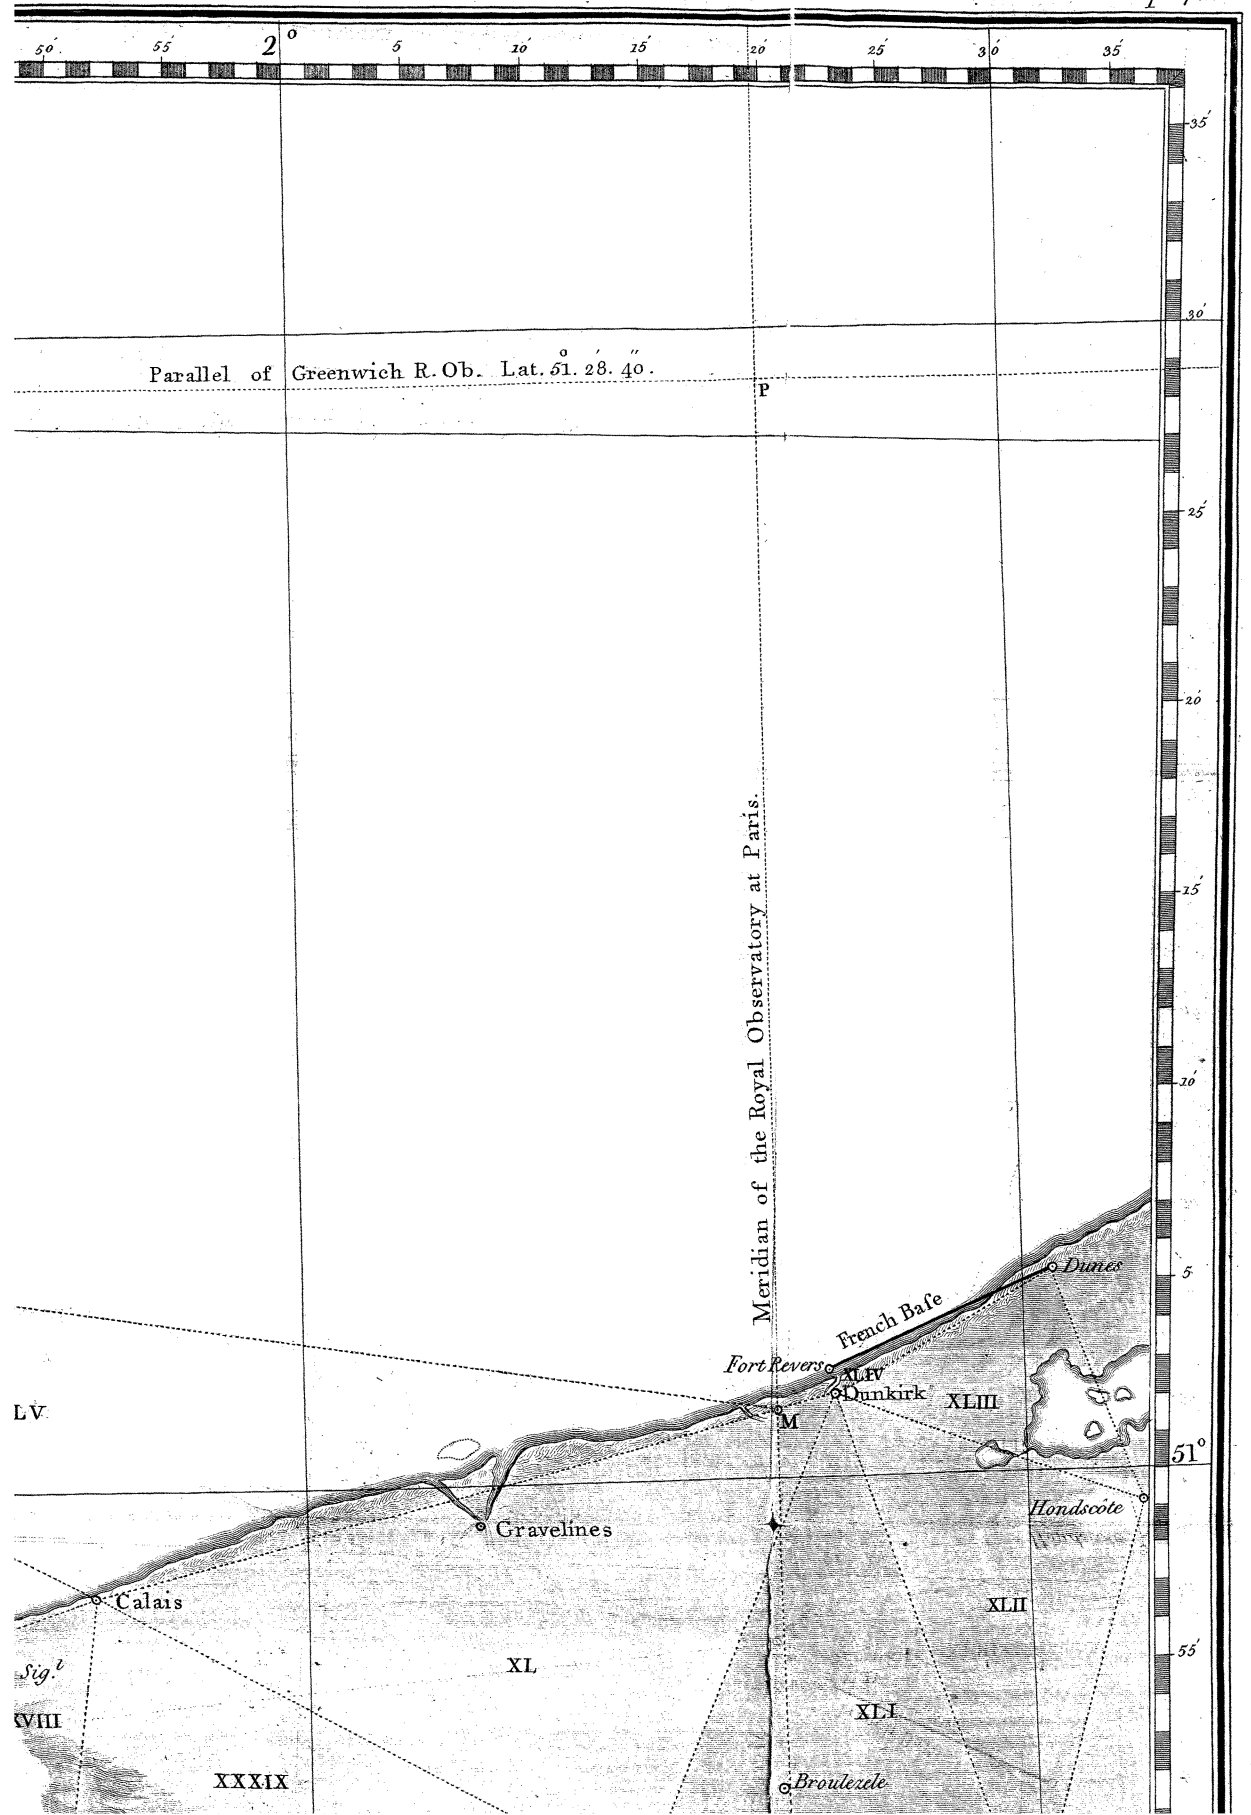 50′ 55′ 2° 5′ 10′ 15′ 20′ 25′ 30′ 35′
35′
30′
Parallel of Greenwich R. Ob. Lat. 51.° 28.′ 40.″
P
25′
20′
15′
Meridian of the Royal Observatory at Paris.
10′
5′
Dunes
French Baſe
Fort Revers
XLIV
Dunkirk
XLIII
LV
M
51°
Hondscote
Gravelines
Calais
XLII
55′
XL
Sig.l
XVIII
XLI
XXXIX
Broulezele